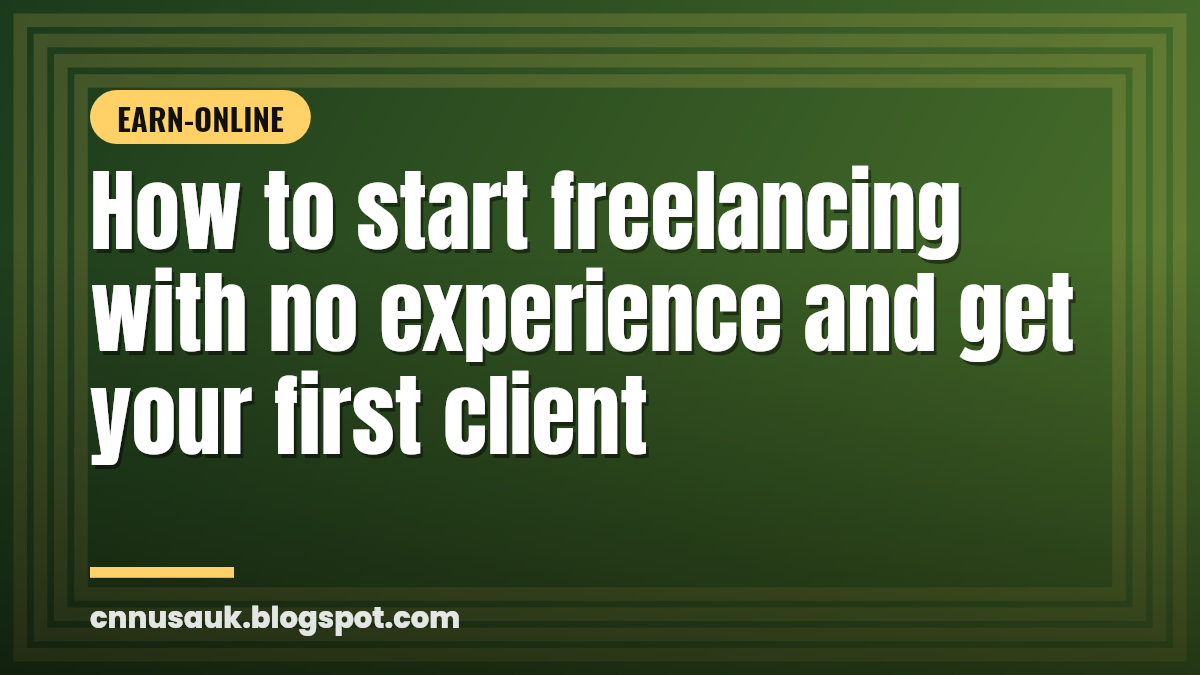 EARN-ONLINE
How to start freelancing
with no experience and get
your first client
cnnusauk.blogspot.com